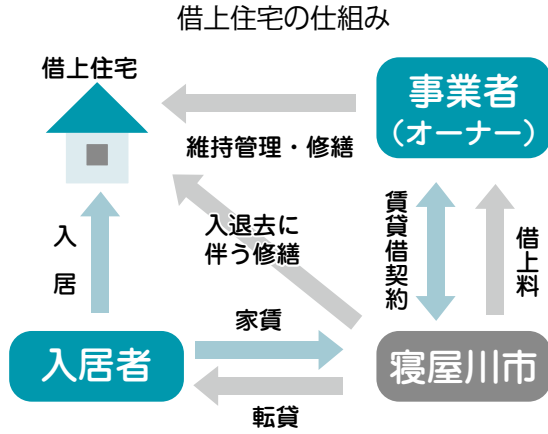 借上住宅の仕組み
借上住宅
事業者
（オーナー）
維持管理・修繕
入居
入退去に
伴う修繕
賃貸借契約
借上料
家賃
入居者
寝屋川市
転貸